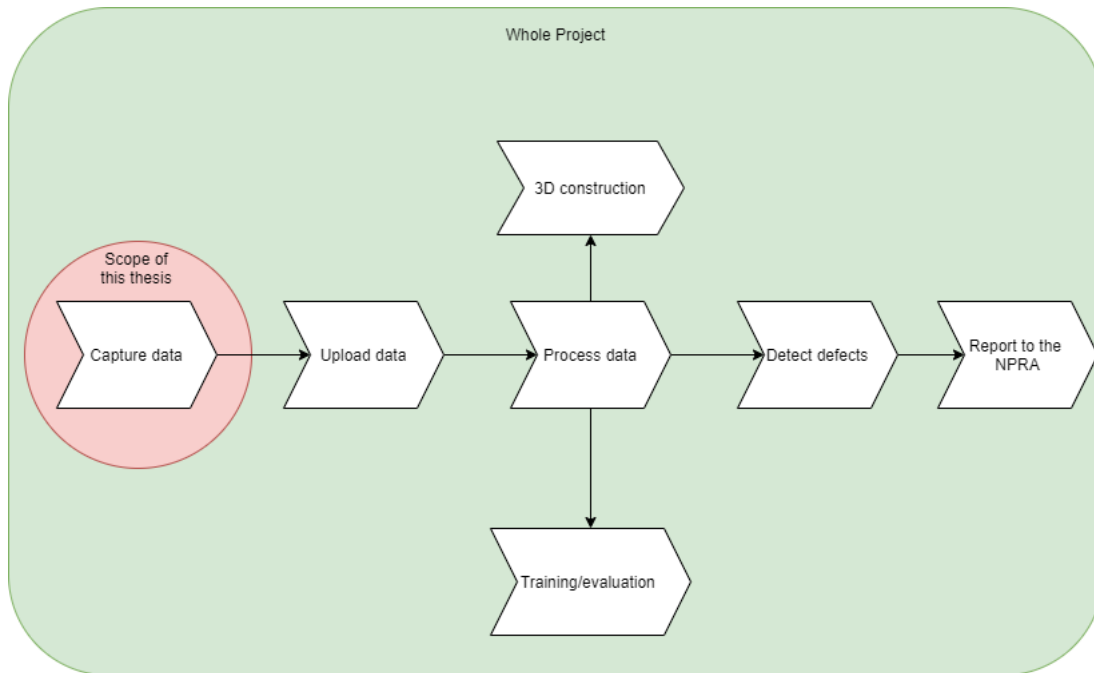 Whole Project
3D construction
Scope of
this thesis
Capture data
Upload data
Process data
Detect defects
Report to the
NPRA
Training/evaluation